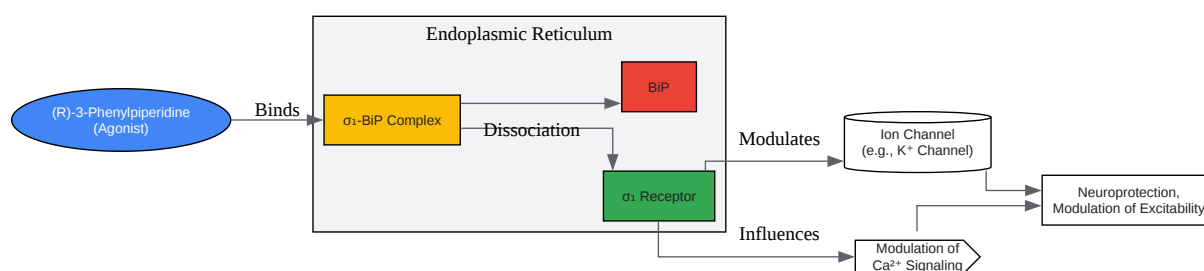 Endoplasmic Reticulum
(R)-3-Phenylpiperidine
(Agonist)
Binds
σ₁-BiP Complex
BiP
Dissociation
σ₁ Receptor
Modulates
Ion Channel
(e.g., K⁺ Channel)
Influences
Modulation of
Ca²⁺ Signaling
Neuroprotection,
Modulation of Excitability